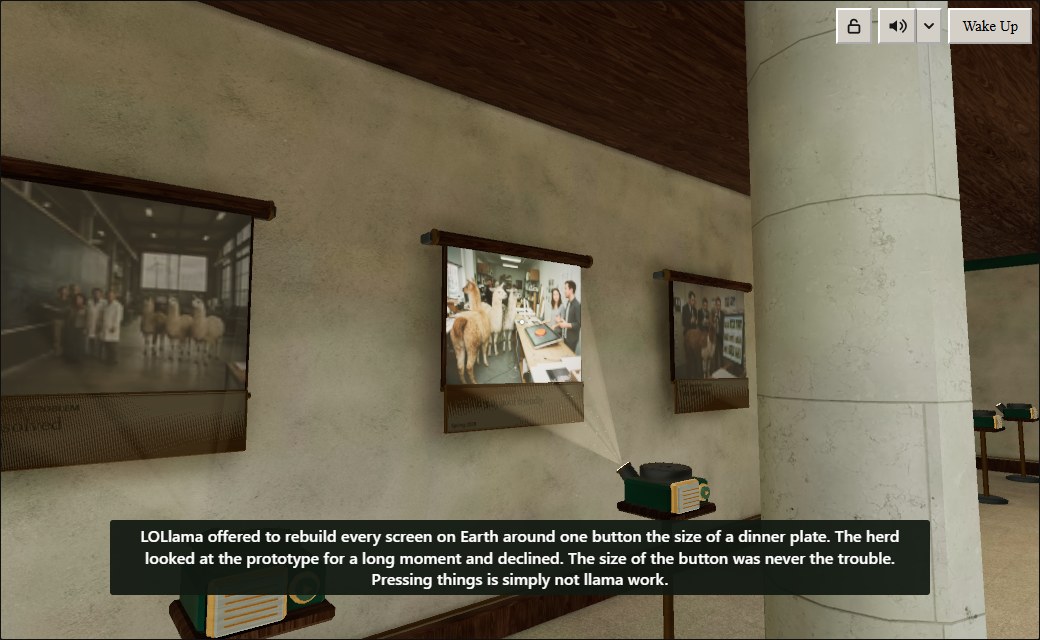 Wake Up
solved
LOLlama offered to rebuild every screen on Earth around one button the size of a dinner plate. The herd
looked at the prototype for a long moment and declined. The size of the button was never the trouble.
Pressing things is simply not llama work.